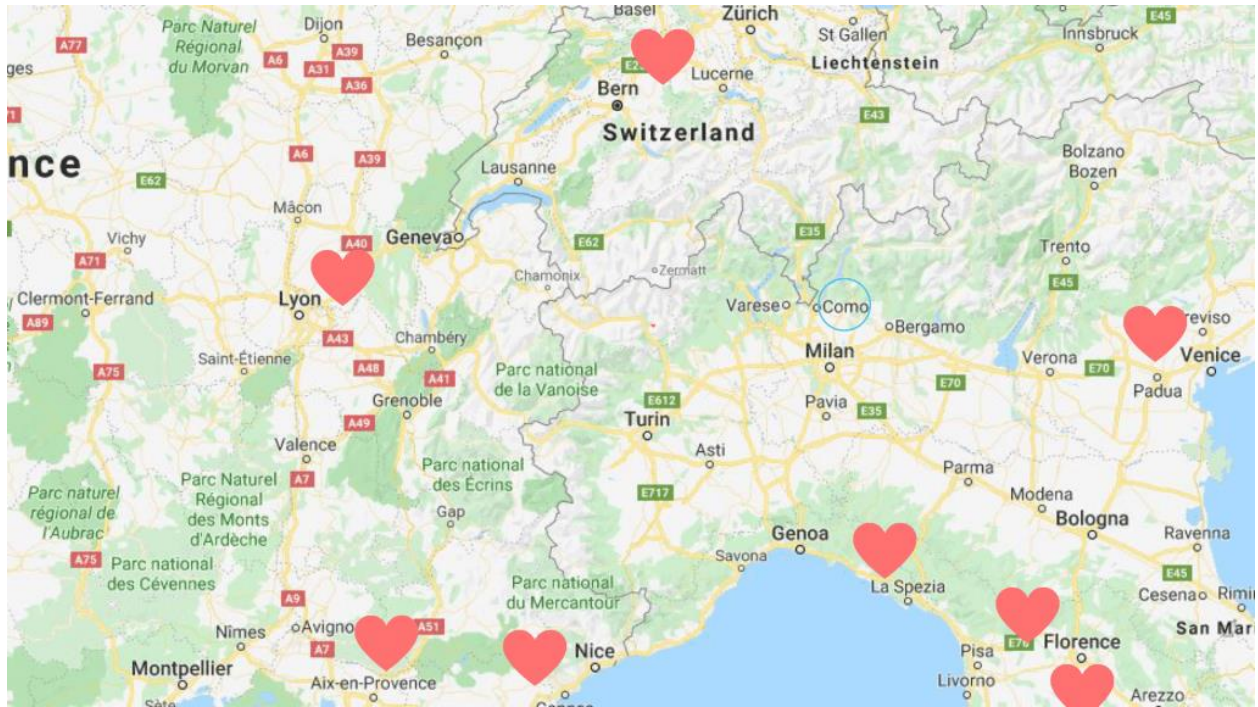 Basel
Zürich
Dijon
A77
A39
Parc Naturel
Régional
du Morvan
A6
A31
A36
Besançon
St Gallen
Liechtenstein
E45
Innsbruck
ges
Lucerne
Bern
Switzerland
E43
A6
A39
nce
E62
Lausanne
Bolzano
Bozen
Mâcon
Vichy
A40
Geneva
E62
E35
Trento
A71
Chamonix
Zermatt
E45
Clermont-Ferrand
Lyon
Varese
Como
Bergamo
A89
A43
Chambéry
Milan
Verona
E70
Venice
Saint-Étienne
A48
A75
A41
Parc national
de la Vanoise
E70
Padua
Grenoble
E612
Pavia
E35
Turin
A49
Valence
Asti
Parc national
des Écrins
Parma
A7
Parc Naturel
Régional
des Monts
d'Ardèche
Parc naturel
régional de
l'Aubrac
E717
Modena
Gap
Bologna
Genoa
Ravenna
A75
Parc national
des Cévennes
Savona
Parc national
du Mercantour
La Spezia
E45
Cesena
A9
Nîmes
A51
San Mari
A7
Nice
Pisa
Florence
Montpellier
Aix-en-Provence
Livorno
Arezzo